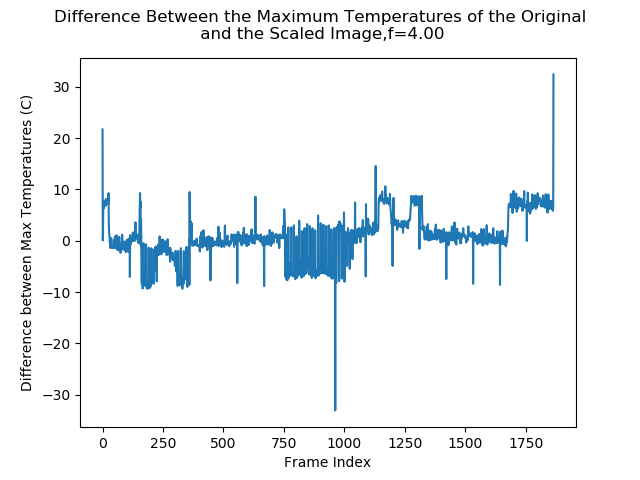 Difference Between the Maximum Temperatures of the Original
and the Scaled Image,f=4.00
Difference between Max Temperatures (C)
30
20
10
0
−10
−20
−30
0 250 500 750 1000 1250 1500 1750
Frame Index